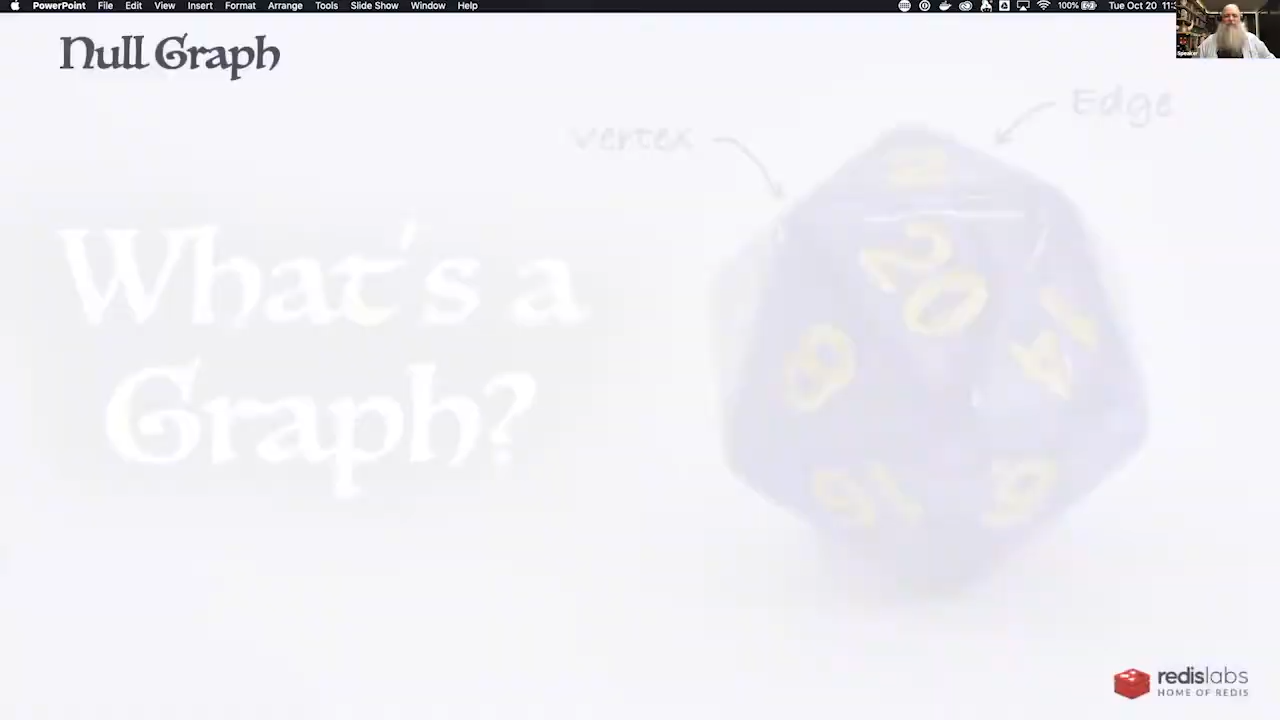 PowerPoint File Edit View Insert Format Arrange Tools Slide Show Window Help 100% Tue Oct 20
Speaker
Null Graph
Edge
vertex
20
8
What's a
Graph?
redislabs
HOME OF REDIS